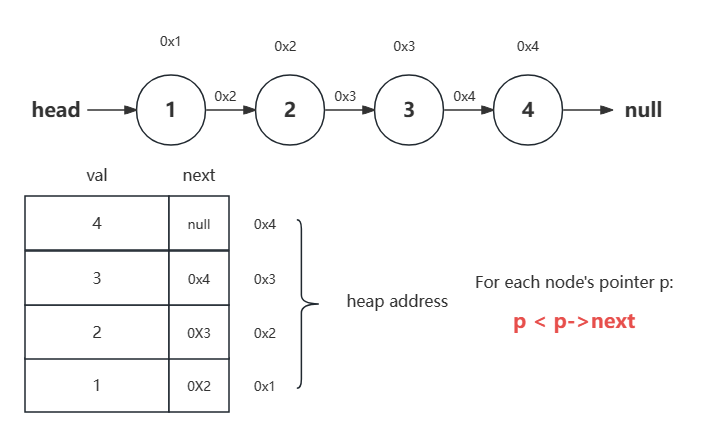 0x1 0x2 0x3 0x4
head 1 0x2 2 0x3 3 0x4 4 null
val next
4 null 0x4
3 0x4 0x3
2 0X3 0x2
1 0X2 0x1
heap address
For each node's pointer p:
p < p->next